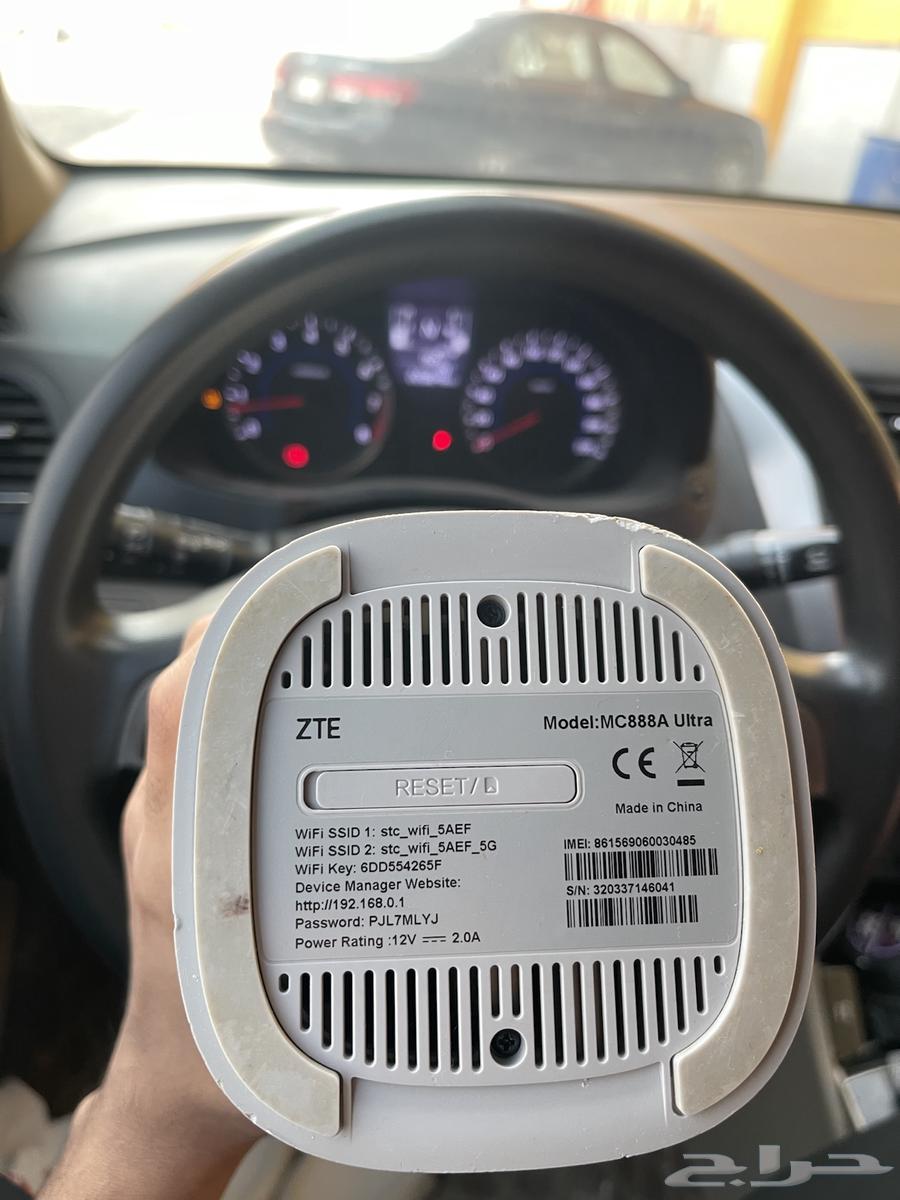 ZTE
Model:MC888A Ultra
RESET/
Made in China
WiFi SSID 1: stc_wifi_5AEF
WiFi SSID 2: stc_wifi_5AEF_5G
WiFi Key: 6DD554265F
Device Manager Website:
http://192.168.0.1
Password: PJL7MLYJ
Power Rating :12V 2.0A
IMEI: 861569060030485
S/N: 320337146041
حراج